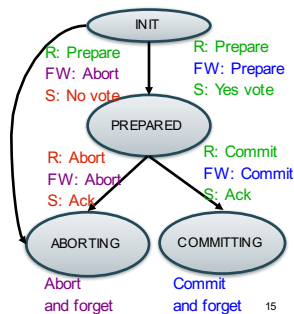 INIT
R: Prepare
FW: Abort
S: No vote
R: Prepare
FW: Prepare
S: Yes vote
PREPARED
R: Abort
FW: Abort
S: Ack
R: Commit
FW: Commit
S: Ack
ABORTING
COMMITTING
Abort
and forget
Commit
and forget
15